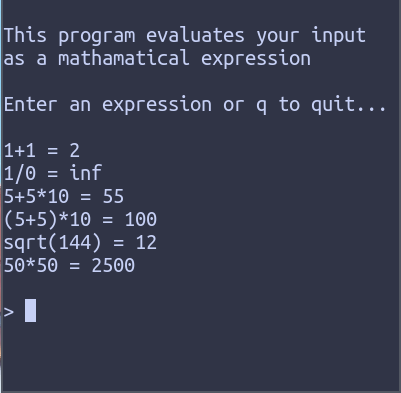 This program evaluates your input
as a mathamatical expression
Enter an expression or q to quit...
1+1 = 2
1/0 = inf
5+5*10 = 55
(5+5)*10 = 100
sqrt(144) = 12
50*50 = 2500
>